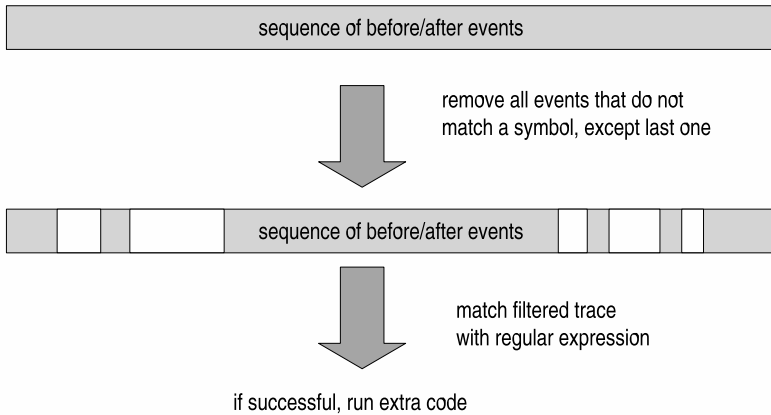 sequence of before/after events
remove all events that do not
match a symbol, except last one
sequence of before/after events
match filtered trace
with regular expression
if successful, run extra code